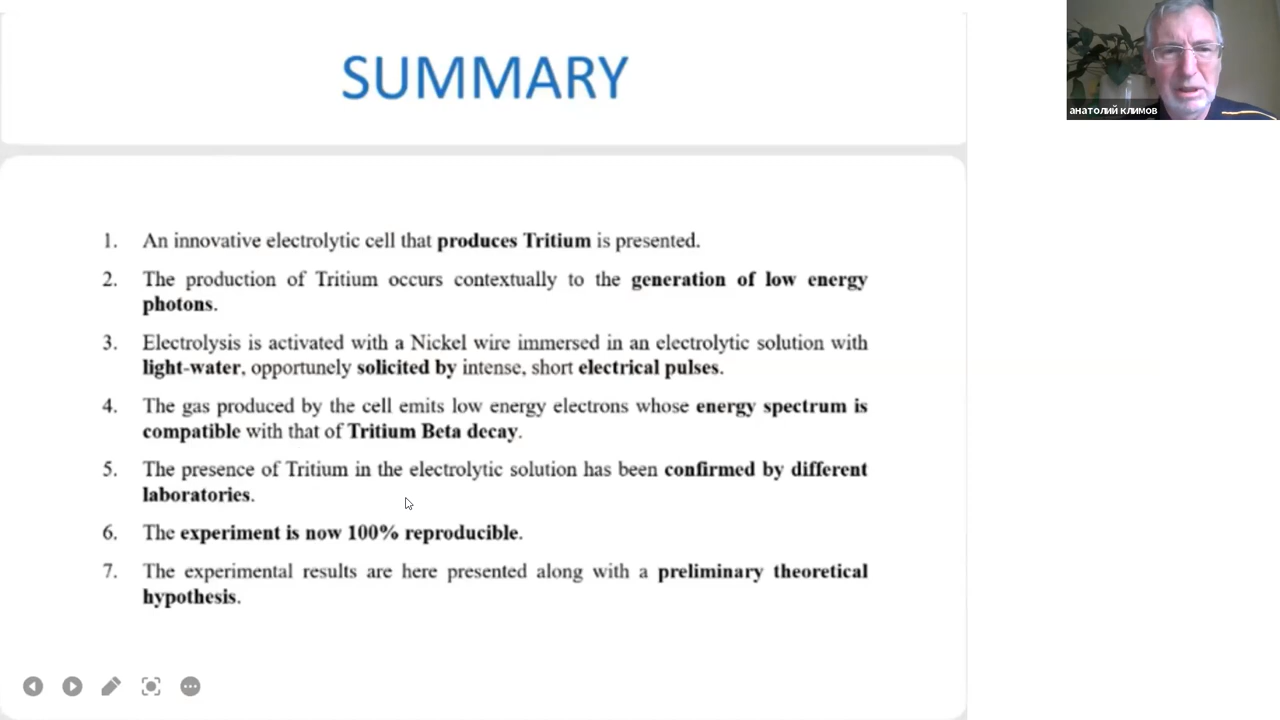 SUMMARY
анатолий климов
1. An innovative electrolytic cell that produces Tritium is presented.
2. The production of Tritium occurs contextually to the generation of low energy
photons.
3. Electrolysis is activated with a Nickel wire immersed in an electrolytic solution with
light-water, opportunely solicited by intense, short electrical pulses.
4. The gas produced by the cell emits low energy electrons whose energy spectrum is
compatible with that of Tritium Beta decay.
5. The presence of Tritium in the electrolytic solution has been confirmed by different
laboratories.
6. The experiment is now 100% reproducible.
7. The experimental results are here presented along with a preliminary theoretical
hypothesis.